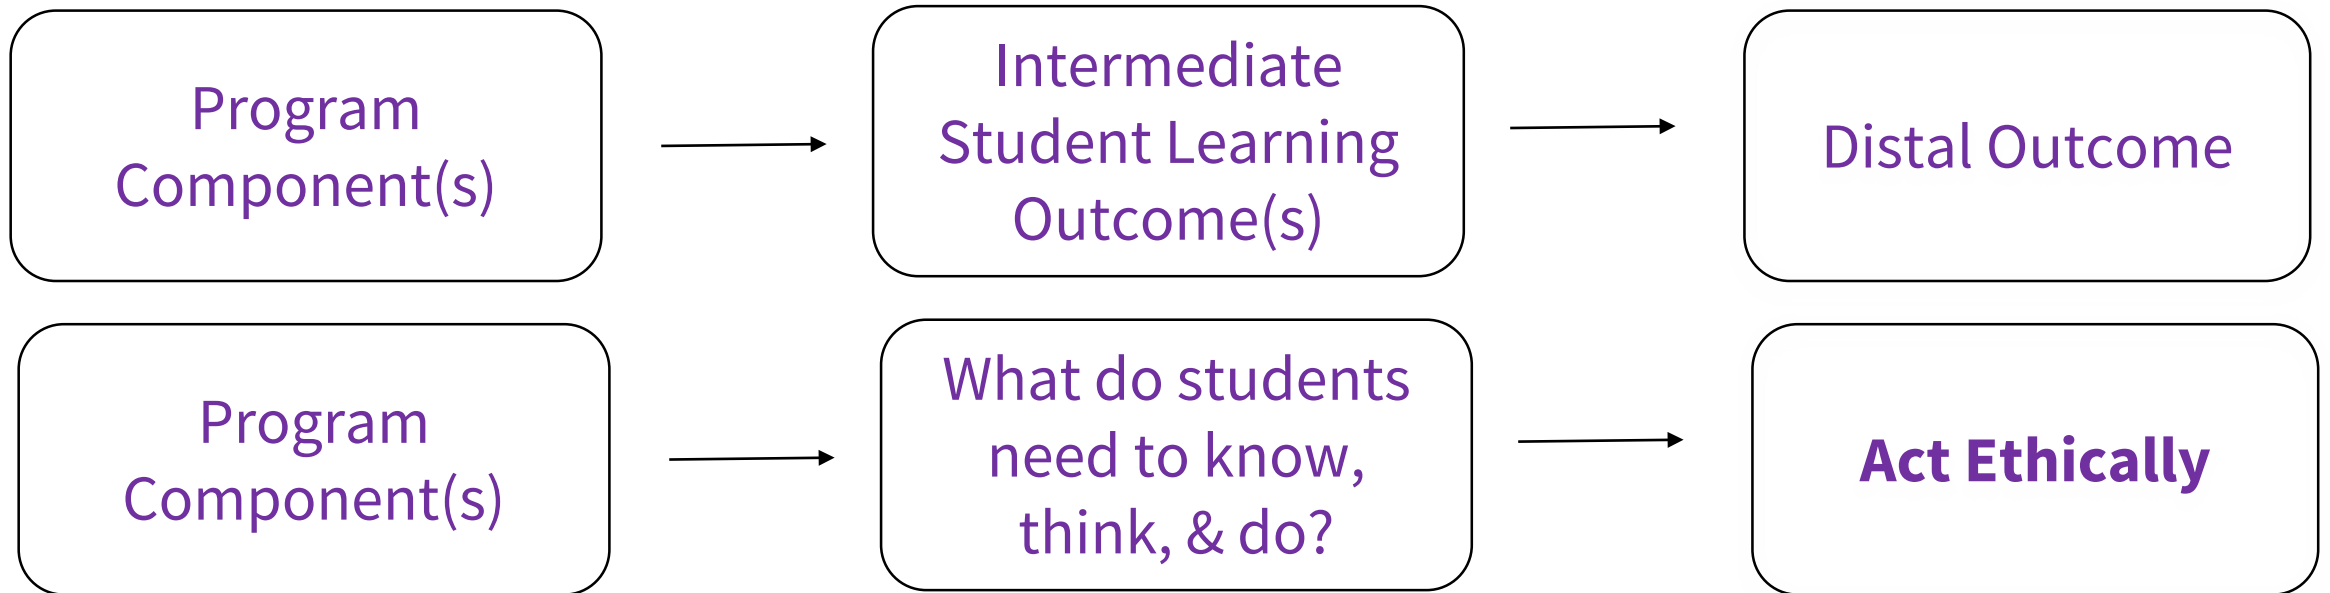 Program
Component(s)
Intermediate
Student Learning
Outcome(s)
Distal Outcome
Program
Component(s)
What do students
need to know,
think, & do?
Act Ethically